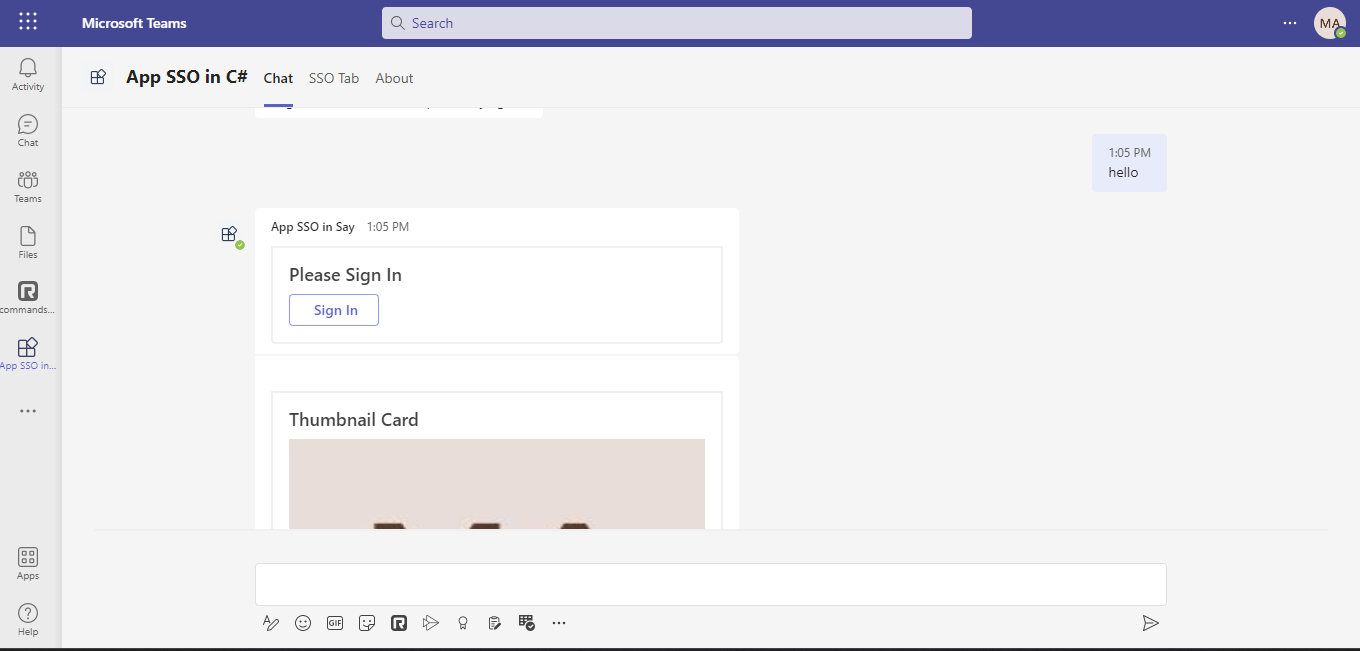 Microsoft Teams
Search
MA
Activity
Chat
Teams
Files
commands...
App SSO in...
Apps
Help
App SSO in C#
Chat
SSO Tab
About
1:05 PM
hello
App SSO in Say 1:05 PM
Please Sign In
Sign In
Thumbnail Card
GIF